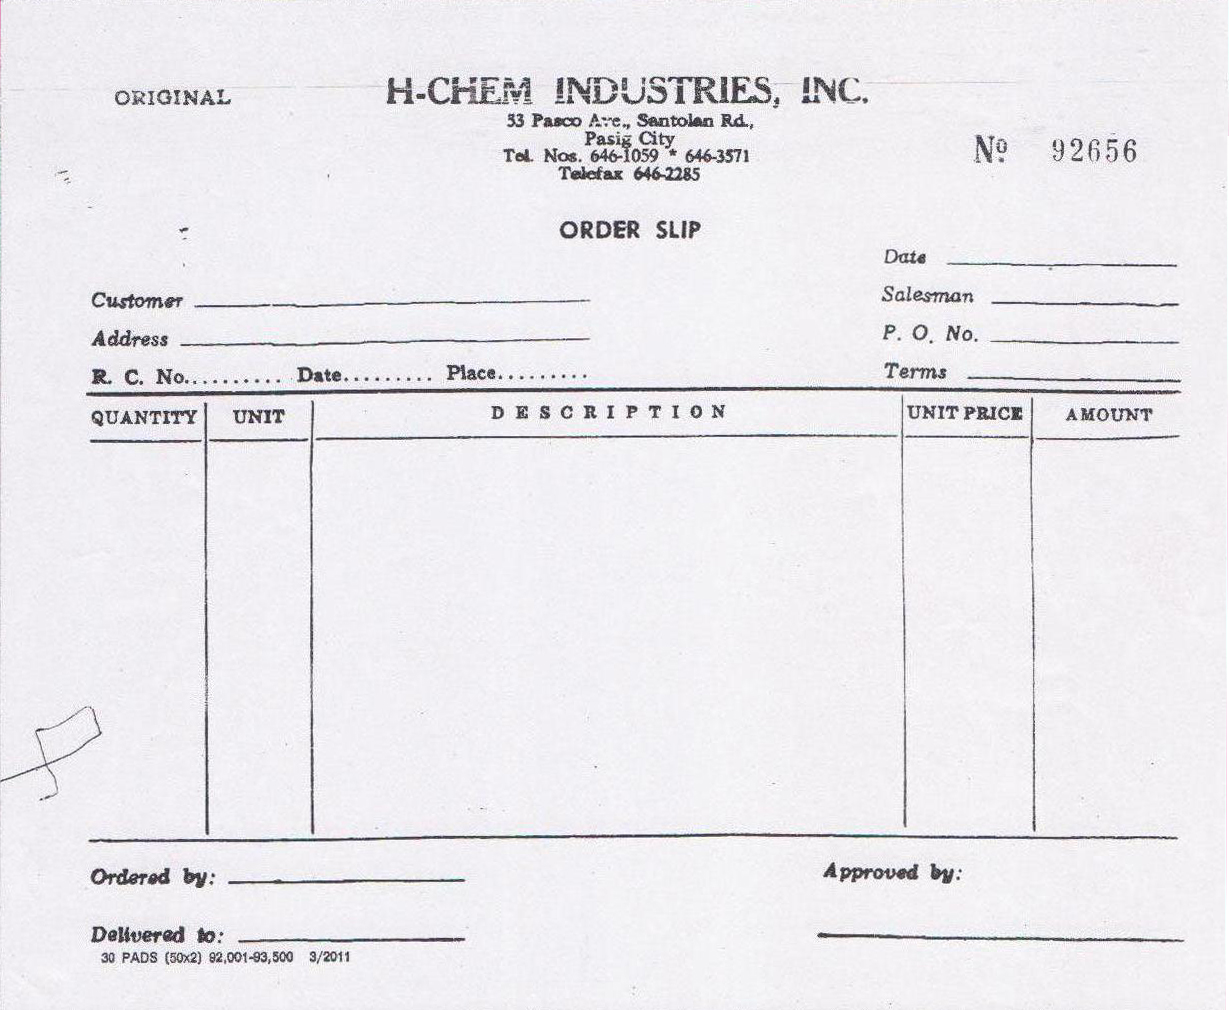 ORIGINAL
H-CHEM INDUSTRIES, INC.
53 Pasco Ave., Santolan Rd.,
Pasig City
Tel. Nos. 646-1059 * 646-3571
Telefax 646-2285
Nº 92656
ORDER SLIP
Date
Customer
Salesman
Address
P. O. No.
R. C. No.......... Date......... Place.........
Terms
QUANTITY UNIT DESCRIPTION UNIT PRICE AMOUNT
Ordered by:
Approved by:
Delivered to:
30 PADS (50x2) 92,001-93,500 3/2011